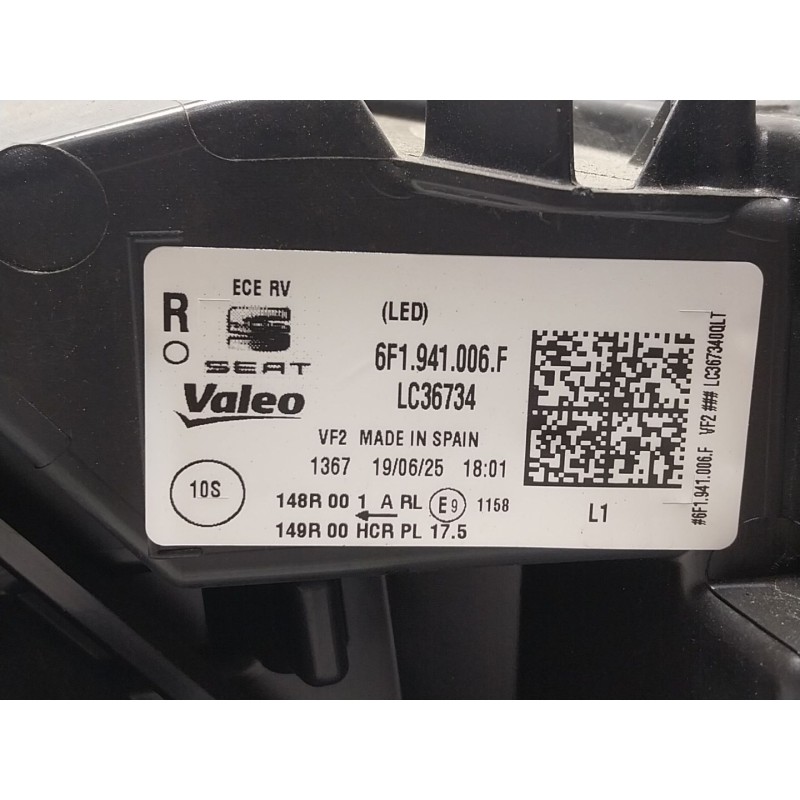 ECE RV
R
SEAT
Valeo
(LED)
6F1.941.006.F
LC36734
VF2 MADE IN SPAIN
1367 19/06/25 18:01
10S
148R 00 1 A RL E9 1158
149R 00 HCR PL 17.5
L1
#6F1.941.006.F VF2 ### LC367340QLT